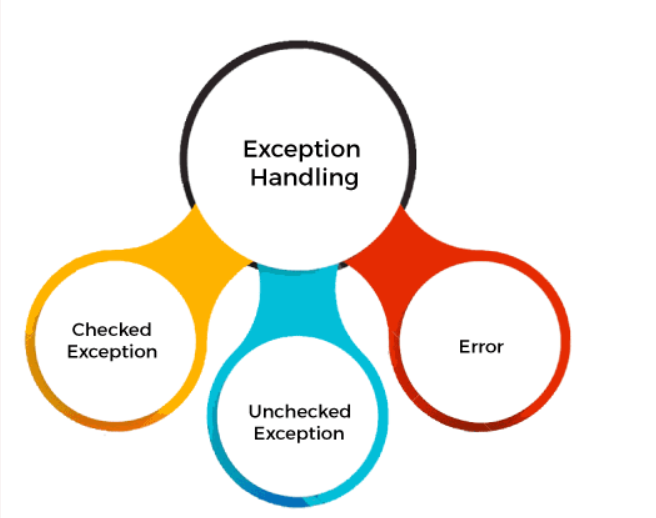 Exception
Handling
Checked
Exception
Unchecked
Exception
Error